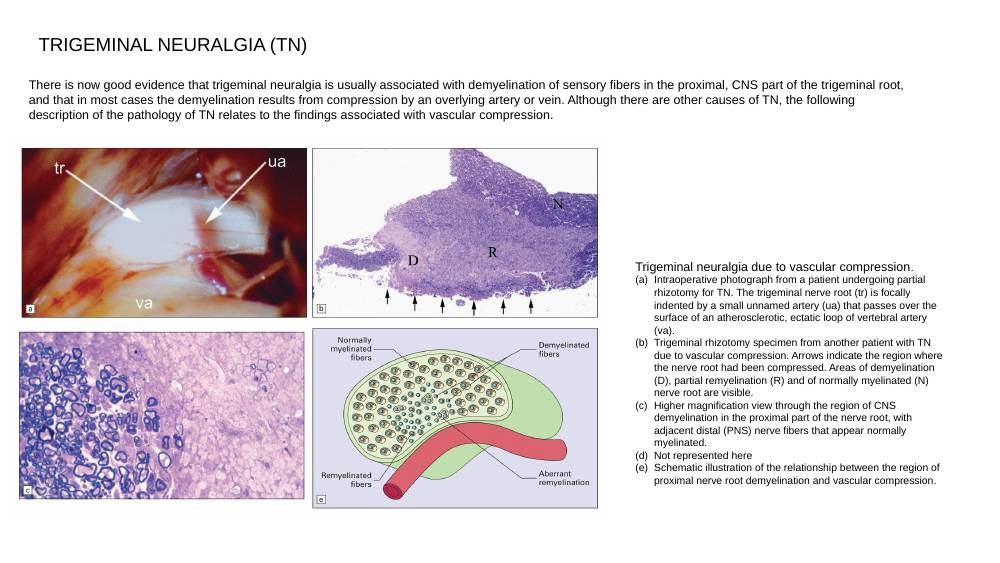 TRIGEMINAL NEURALGIA (TN)
There is now good evidence that trigeminal neuralgia is usually associated with demyelination of sensory fibers in the proximal, CNS part of the trigeminal root,
and that in most cases the demyelination results from compression by an overlying artery or vein. Although there are other causes of TN, the following
description of the pathology of TN relates to the findings associated with vascular compression.
tr
ua
va
a
N
R
D
b
c
Normally
myelinated
fibers
Demyelinated
fibers
Remyelinated
fibers
Aberrant
remyelination
e
Trigeminal neuralgia due to vascular compression.
(a) Intraoperative photograph from a patient undergoing partial
rhizotomy for TN. The trigeminal nerve root (tr) is focally
indented by a small unnamed artery (ua) that passes over the
surface of an atherosclerotic, ectatic loop of vertebral artery
(va).
(b) Trigeminal rhizotomy specimen from another patient with TN
due to vascular compression. Arrows indicate the region where
the nerve root had been compressed. Areas of demyelination
(D), partial remyelination (R) and of normally myelinated (N)
nerve root are visible.
(c) Higher magnification view through the region of CNS
demyelination in the proximal part of the nerve root, with
adjacent distal (PNS) nerve fibers that appear normally
myelinated.
(d) Not represented here
(e) Schematic illustration of the relationship between the region of
proximal nerve root demyelination and vascular compression.